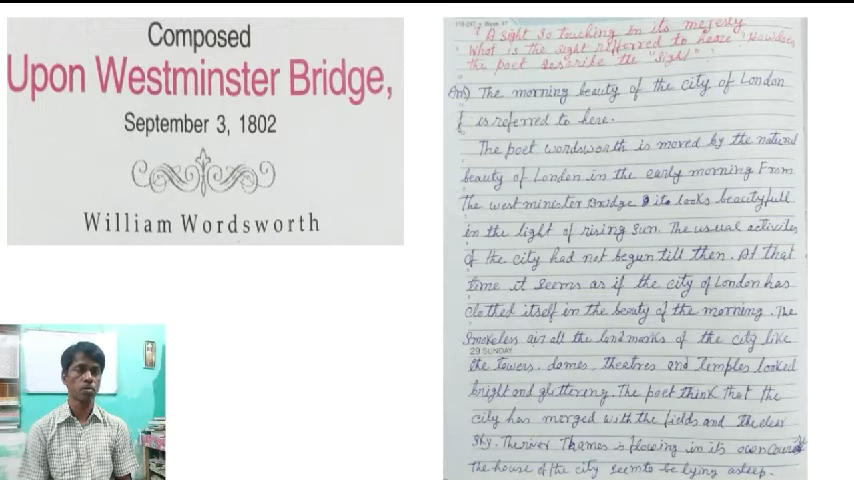 Composed
Upon Westminster Bridge,
September 3, 1802
William Wordsworth
"A sight so touching in its majesty
What is the sight referred to heare? How does
the poet describe the "sight".
Ans) The morning beauty of the city of London
is referred to here.
The poet wordsworth is moved by the natural
beauty of London in the early morning From
The westminester Bridge it looks beautyfull
in the light of rising sun. The usual activites
of the city had not begun till then. At that
time it seems as if the city of London has
clothed itself in the beauty of the morning. The
Smokeless air all the land marks of the city like
29 SUNDAY
the towers, domes, theatres and Temples looked
bright and glittering. The poet think that the
city has merged with the fields and the clear
sky. The river Thames is flowing in its own
The house of the city seem to be lying asleep.